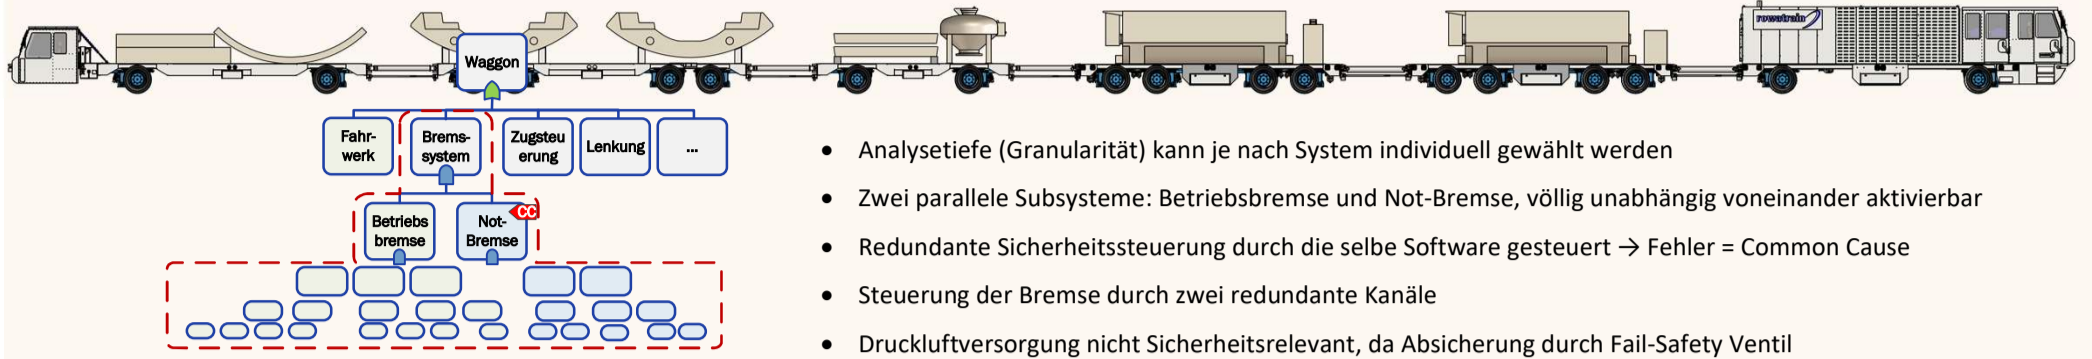 rowatrain
Waggon
Fahr-
werk
Brems-
system
Zugsteu
erung
Lenkung
...
Betriebs
bremse
Not-
Bremse
CC
• Analysetiefe (Granularität) kann je nach System individuell gewählt werden
• Zwei parallele Subsysteme: Betriebsbremse und Not-Bremse, völlig unabhängig voneinander aktivierbar
• Redundante Sicherheitssteuerung durch die selbe Software gesteuert → Fehler = Common Cause
• Steuerung der Bremse durch zwei redundante Kanäle
• Druckluftversorgung nicht Sicherheitsrelevant, da Absicherung durch Fail-Safety Ventil